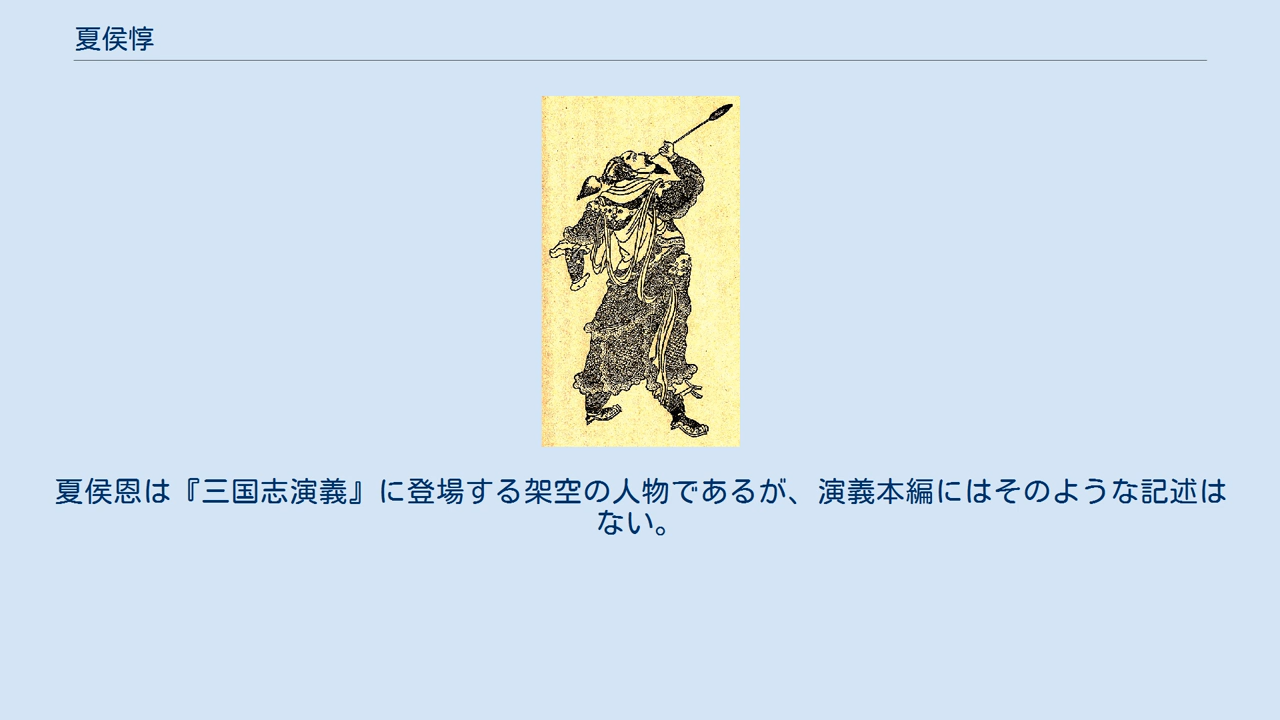 夏侯惇
夏侯恩は『三国志演義』に登場する架空の人物であるが、演義本編にはそのような記述は
ない。